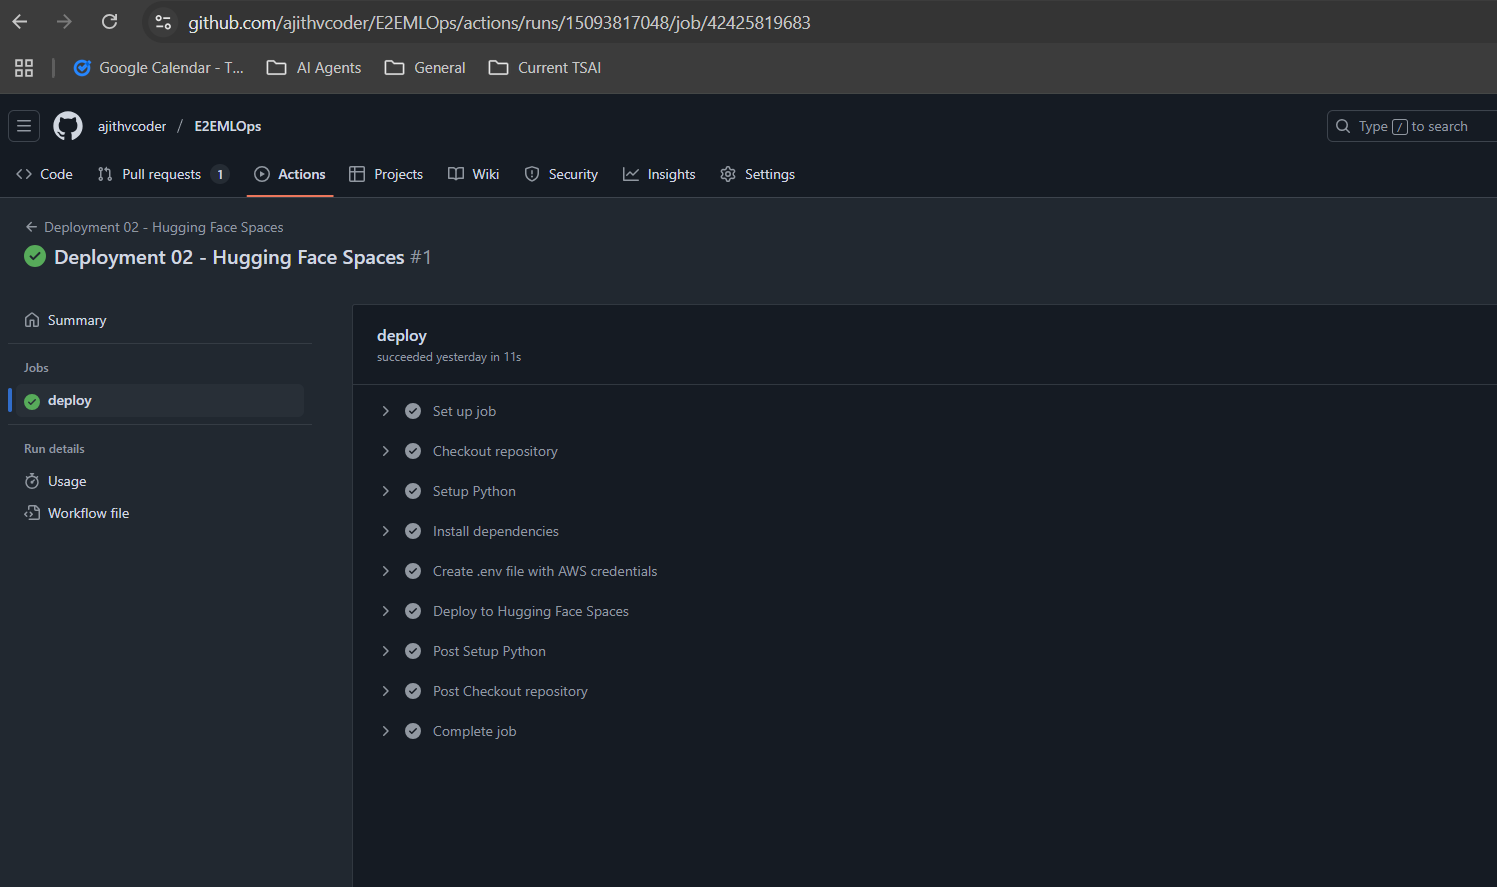 github.com/ajithvcoder/E2EMLOps/actions/runs/15093817048/job/42425819683
Google Calendar - T... AI Agents General Current TSAI
ajithvcoder / E2EMLOps Type / to search
Code Pull requests 1 Actions Projects Wiki Security Insights Settings
Deployment 02 - Hugging Face Spaces
Deployment 02 - Hugging Face Spaces #1
Summary
Jobs
deploy
Run details
Usage
Workflow file
deploy
succeeded yesterday in 11s
Set up job
Checkout repository
Setup Python
Install dependencies
Create .env file with AWS credentials
Deploy to Hugging Face Spaces
Post Setup Python
Post Checkout repository
Complete job